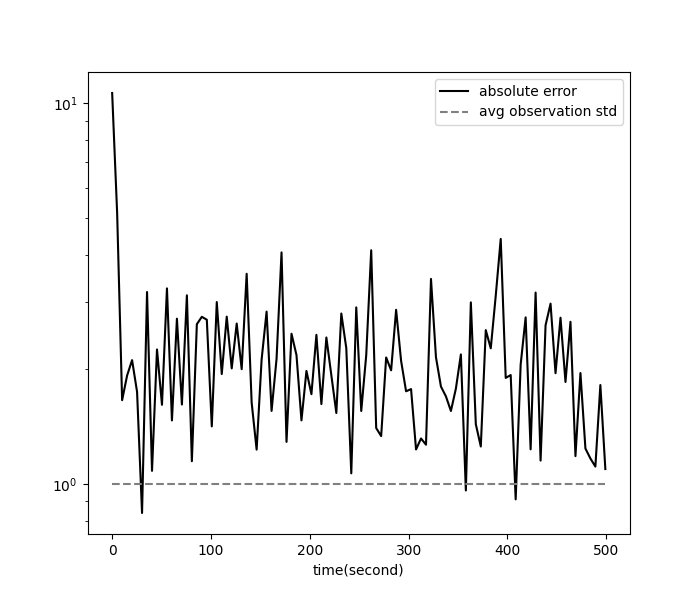 absolute error
avg observation std
10¹
10⁰
0 100 200 300 400 500
time(second)